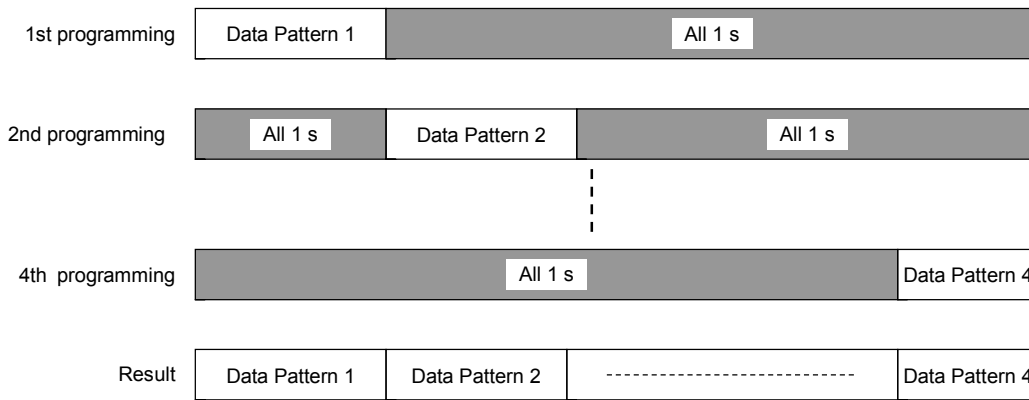 1st programming Data Pattern 1 All 1 s
2nd programming All 1 s Data Pattern 2 All 1 s
4th programming All 1 s Data Pattern 4
Result Data Pattern 1 Data Pattern 2 Data Pattern 4